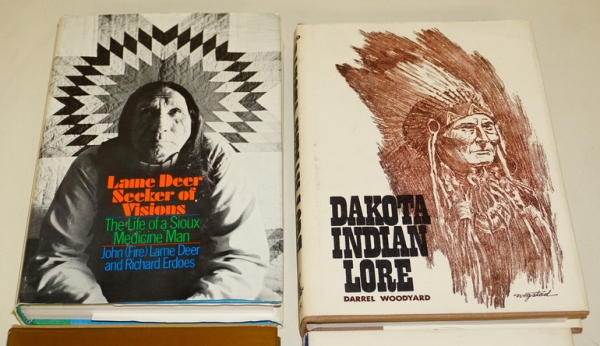 Lame Deer
Seeker of
Visions
The Life of a Sioux
Medicine Man
John (Fire) Lame Deer
and Richard Erdoes
DAKOTA
INDIAN
LORE
DARREL WOODYARD